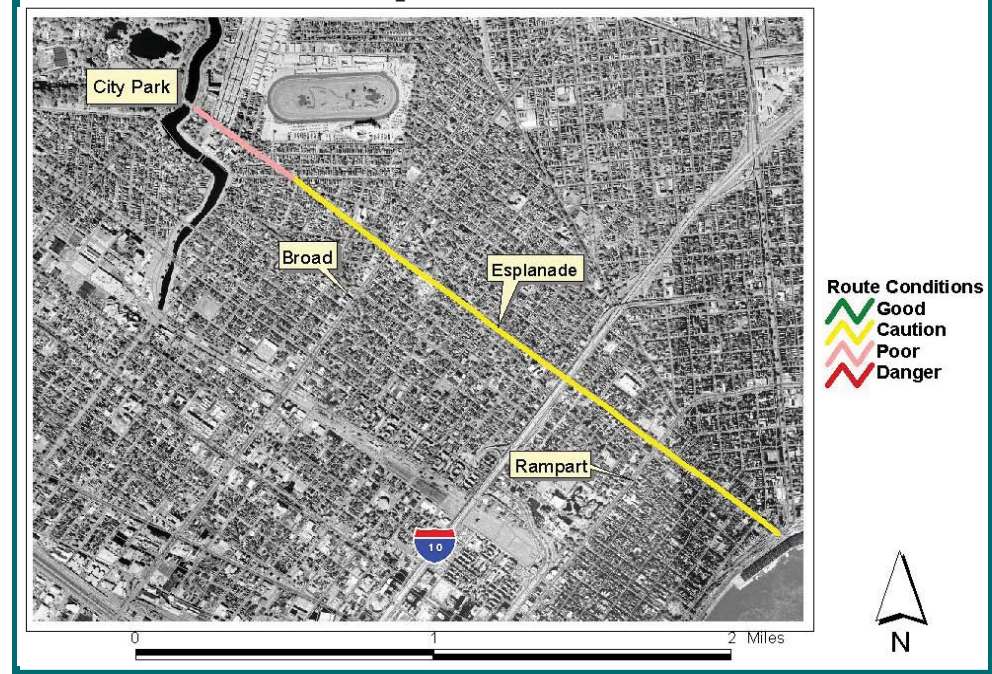 City Park
Broad
Esplanade
Rampart
10
Route Conditions
Good
Caution
Poor
Danger
N
0 1 2 Miles